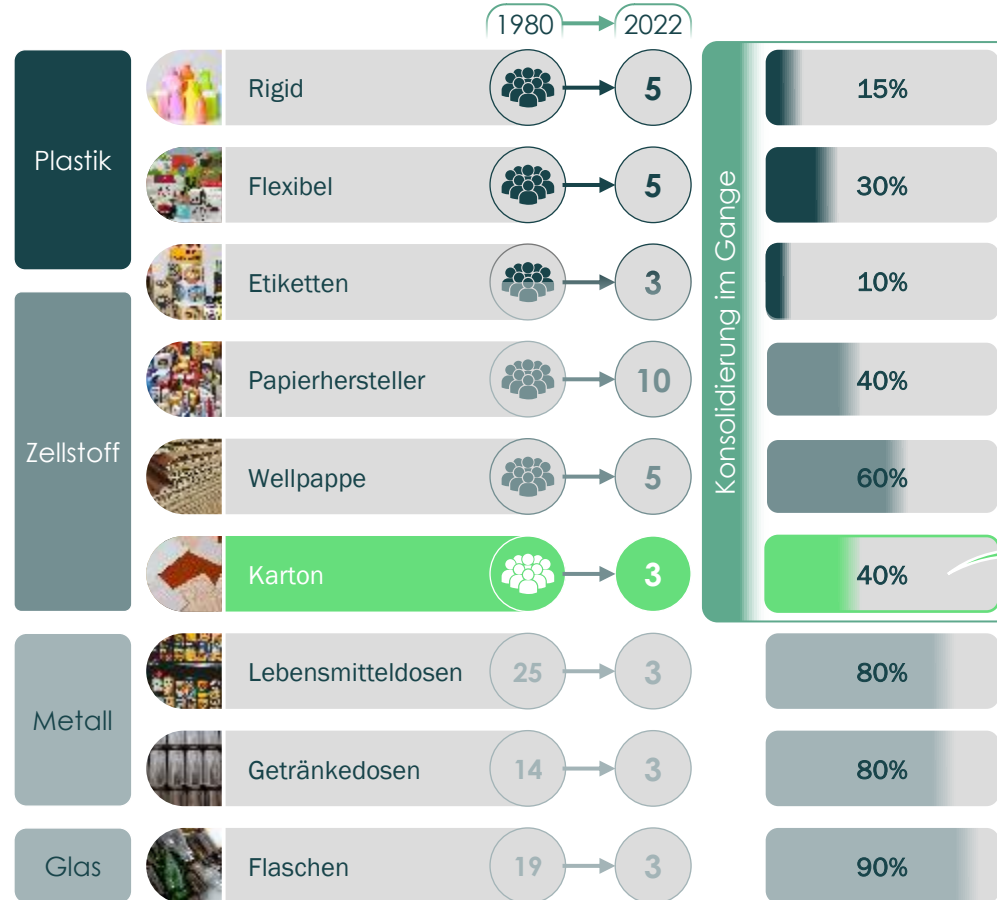 1980 2022
Plastik
Rigid 5 15%
Flexibel 5 30%
Etiketten 3 10%
Zellstoff
Papierhersteller 10 40%
Wellpappe 5 60%
Karton 3 40%
Konsolidierung im Gange
Metall
Lebensmitteldosen 25 3 80%
Getränkedosen 14 3 80%
Glas
Flaschen 19 3 90%